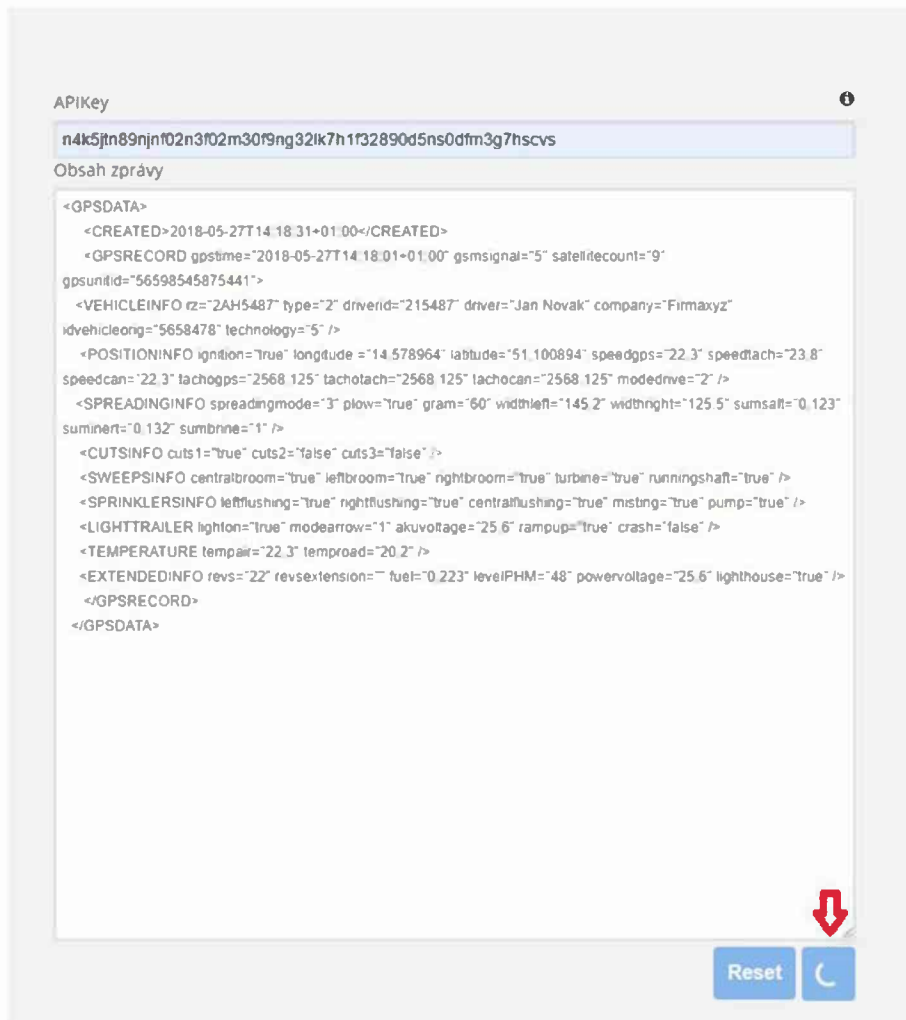 APIKey
n4k5jtn89njnf02n3f02m30f9ng32lk7h1f32890d5ns0dfm3g7hscvs
Obsah zprávy
<GPSDATA>
<CREATED>2018-05-27T14:18:31+01:00</CREATED>
<GPSRECORD gpstime="2018-05-27T14:18:01+01:00" gsmsignal="5" satellitecount="9"
gpsunitid="56598545875441">
<VEHICLEINFO rz="2AH5487" type="2" driverid="215487" driver="Jan Novak" company="Firmaxyz"
idvehicleorig="5658478" technology="5" />
<POSITIONINFO ignition="true" longitude ="14.578964" latitude="51.100894" speedgps="22.3" speedtach="23.8"
speedcan="22.3" tachogps="2568.125" tachotach="2568.125" tachocan="2568.125" modedrive="2" />
<SPREADINGINFO spreadingmode="3" plow="true" gram="60" widthleft="145.2" widthright="125.5" sumsalt="0.123"
suminert="0.132" sumbrine="1" />
<CUTSINFO cuts1="true" cuts2="false" cuts3="false" />
<SWEEPSINFO centralbroom="true" leftbroom="true" rightbroom="true" turbine="true" runningshaft="true" />
<SPRINKLERSINFO leftflushing="true" rightflushing="true" centralflushing="true" misting="true" pump="true" />
<LIGHTTRAILER lighton="true" modearrow="1" akuvoltage="25.6" rampup="true" crash="false" />
<TEMPERATURE tempair="22.3" temproad="20.2" />
<EXTENDEDINFO revs="22" revsextension="" fuel="0.223" levelPHM="48" powervoltage="25.6" lighthouse="true" />
</GPSRECORD>
</GPSDATA>
Reset